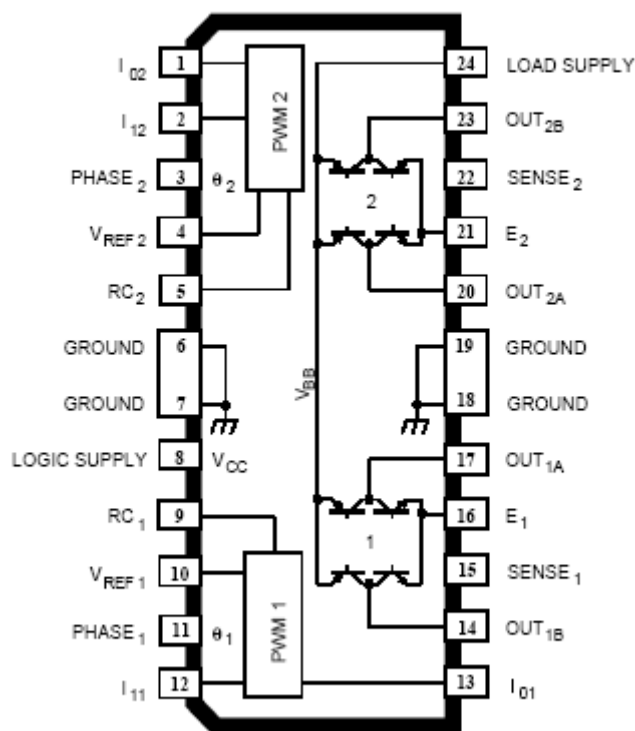 I02 1 24 LOAD SUPPLY
I12 2 PWM 2 23 OUT2B
PHASE2 3 θ2 22 SENSE2
2
VREF2 4 21 E2
RC2 5 20 OUT2A
GROUND 6 19 GROUND
VBB
GROUND 7 18 GROUND
LOGIC SUPPLY 8 VCC 17 OUT1A
RC1 9 16 E1
1
VREF1 10 15 SENSE1
PHASE1 11 θ1 PWM 1 14 OUT1B
I11 12 13 I01